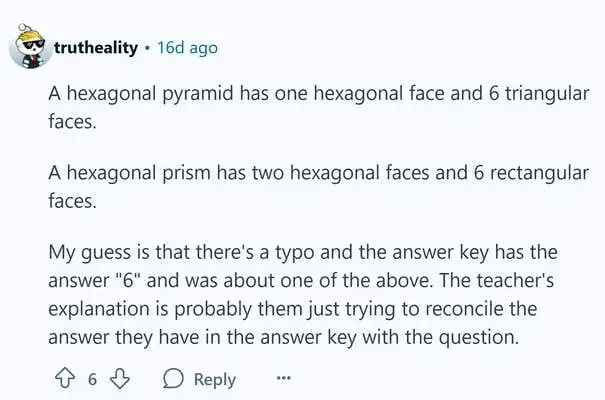 trutheality • 16d ago
A hexagonal pyramid has one hexagonal face and 6 triangular
faces.
A hexagonal prism has two hexagonal faces and 6 rectangular
faces.
My guess is that there's a typo and the answer key has the
answer "6" and was about one of the above. The teacher's
explanation is probably them just trying to reconcile the
answer they have in the answer key with the question.
6 Reply ...